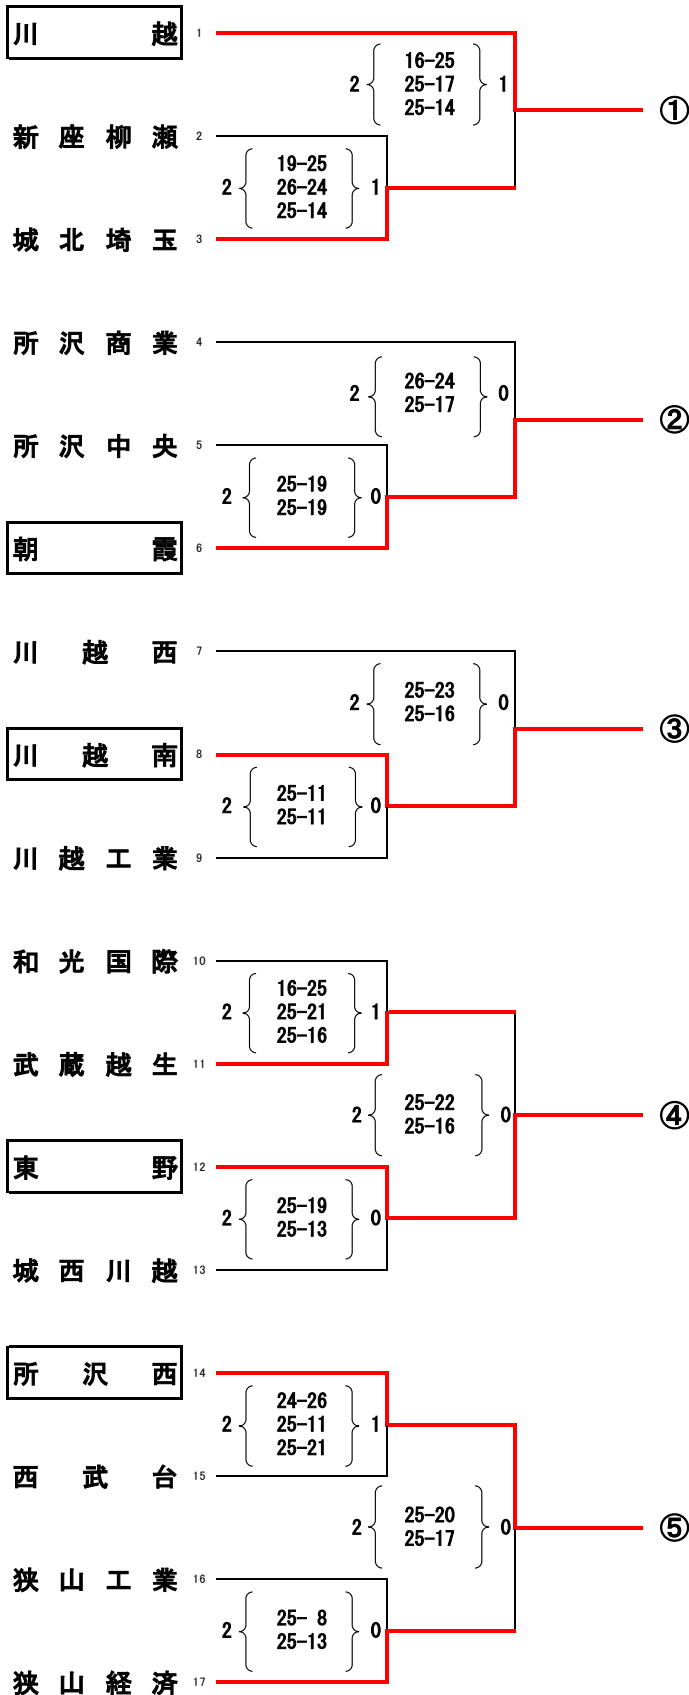 川越 1
2 16-25 1
25-17
25-14
①
新座柳瀬 2
2 19-25 1
26-24
25-14
城北埼玉 3
所沢商業 4
2 26-24 0
25-17
②
所沢中央 5
2 25-19 0
25-19
朝霞 6
川越西 7
2 25-23 0
25-16
③
川越南 8
2 25-11 0
25-11
川越工業 9
和光国際 10
2 16-25 1
25-21
25-16
武蔵越生 11
2 25-22 0
25-16
④
東野 12
2 25-19 0
25-13
城西川越 13
所沢西 14
2 24-26 1
25-11
25-21
西武台 15
2 25-20 0
25-17
⑤
狭山工業 16
2 25- 8 0
25-13
狭山経済 17